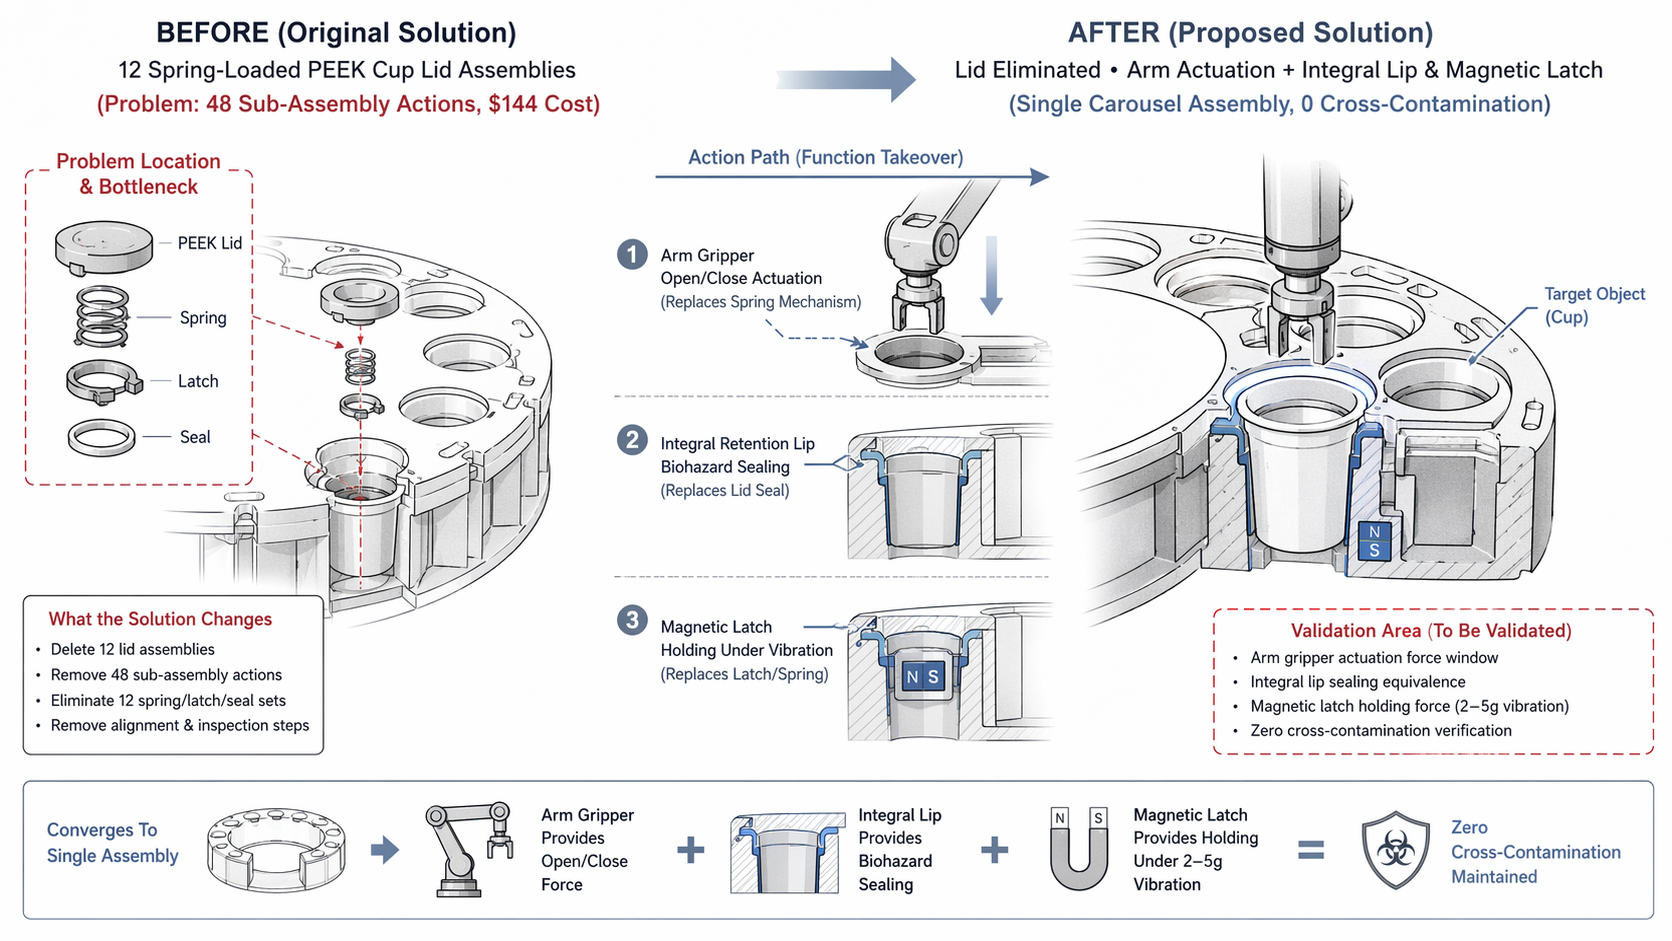 BEFORE (Original Solution)
12 Spring-Loaded PEEK Cup Lid Assemblies
(Problem: 48 Sub-Assembly Actions, $144 Cost)
AFTER (Proposed Solution)
Lid Eliminated • Arm Actuation + Integral Lip & Magnetic Latch
(Single Carousel Assembly, 0 Cross-Contamination)
Problem Location
& Bottleneck
PEEK Lid
Spring
Latch
Seal
What the Solution Changes
• Delete 12 lid assemblies
• Remove 48 sub-assembly actions
• Eliminate 12 spring/latch/seal sets
• Remove alignment & inspection steps
Action Path (Function Takeover)
1
Arm Gripper
Open/Close Actuation
(Replaces Spring Mechanism)
2
Integral Retention Lip
Biohazard Sealing
(Replaces Lid Seal)
3
Magnetic Latch
Holding Under Vibration
(Replaces Latch/Spring)
N S
Target Object
(Cup)
N
S
Validation Area (To Be Validated)
• Arm gripper actuation force window
• Integral lip sealing equivalence
• Magnetic latch holding force (2–5g vibration)
• Zero cross-contamination verification
Converges To
Single Assembly
Arm Gripper
Provides
Open/Close
Force
+
Integral Lip
Provides
Biohazard
Sealing
+
N S
Magnetic Latch
Provides Holding
Under 2–5g
Vibration
=
Zero
Cross-Contamination
Maintained